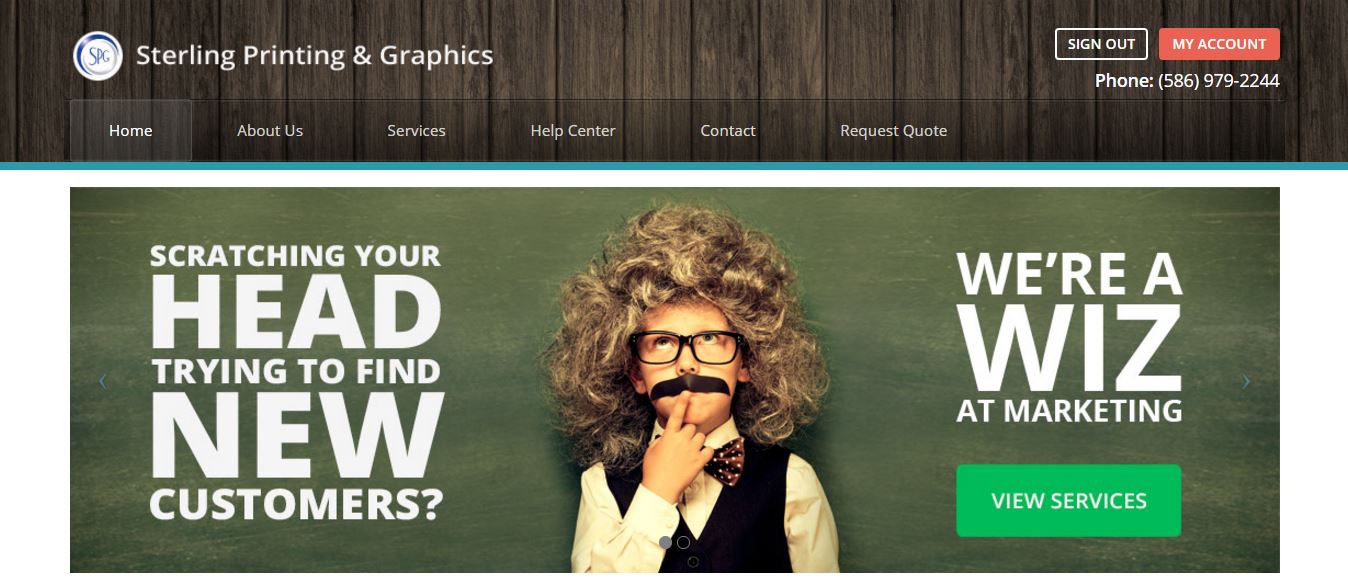 SPG
Sterling Printing & Graphics
SIGN OUT
MY ACCOUNT
Phone: (586) 979-2244
Home
About Us
Services
Help Center
Contact
Request Quote
SCRATCHING YOUR
HEAD
TRYING TO FIND
NEW
CUSTOMERS?
WE’RE A
WIZ
AT MARKETING
VIEW SERVICES